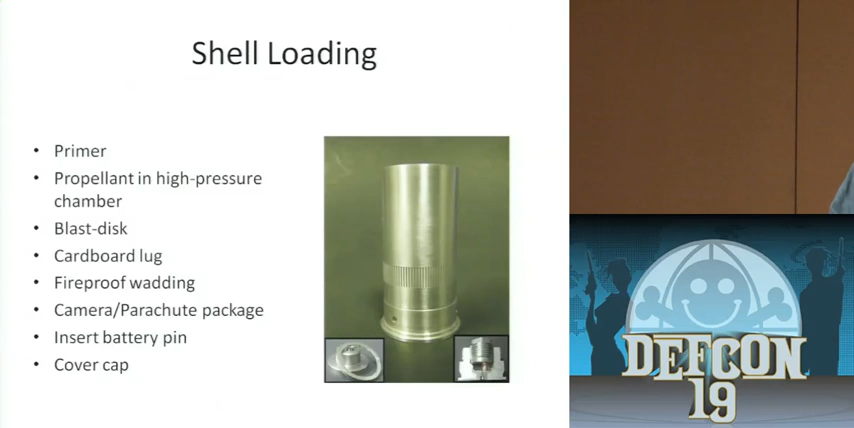 Shell Loading
• Primer
• Propellant in high-pressure
chamber
• Blast-disk
• Cardboard lug
• Fireproof wadding
• Camera/Parachute package
• Insert battery pin
• Cover cap
DEFCON
19